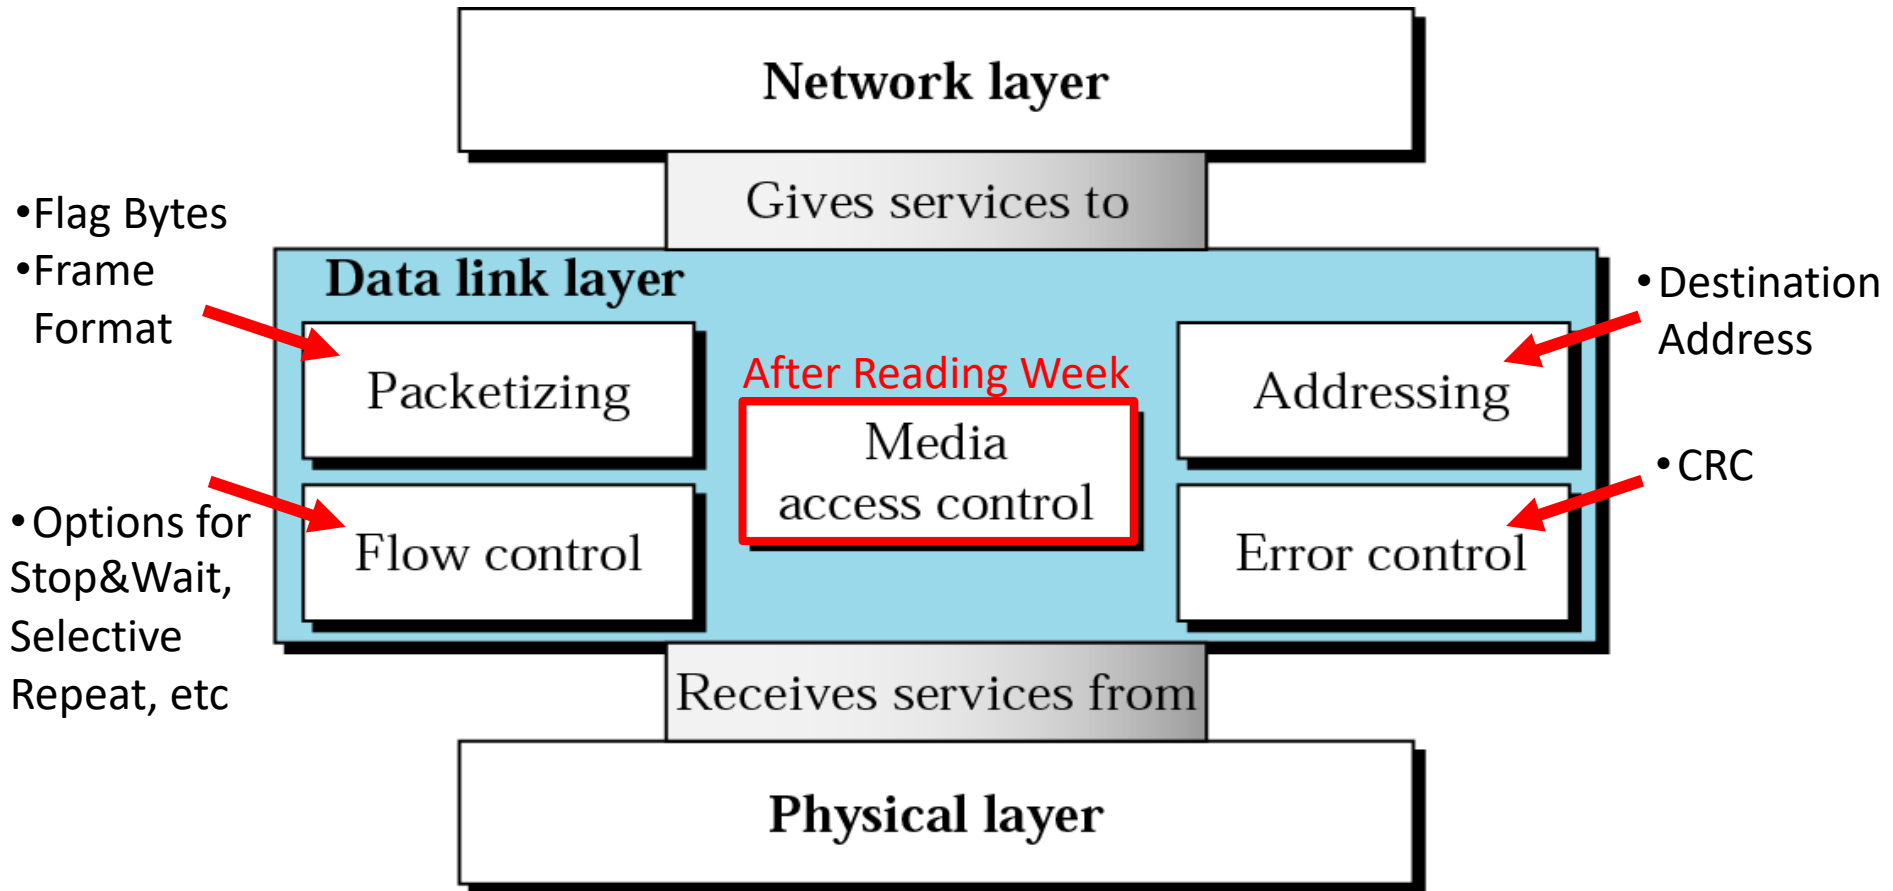 Network layer
Gives services to
•Flag Bytes
•Frame
Format
Data link layer
•Destination
Address
Packetizing
After Reading Week
Media
access control
Addressing
•CRC
•Options for
Stop&Wait,
Selective
Repeat, etc
Flow control
Error control
Receives services from
Physical layer